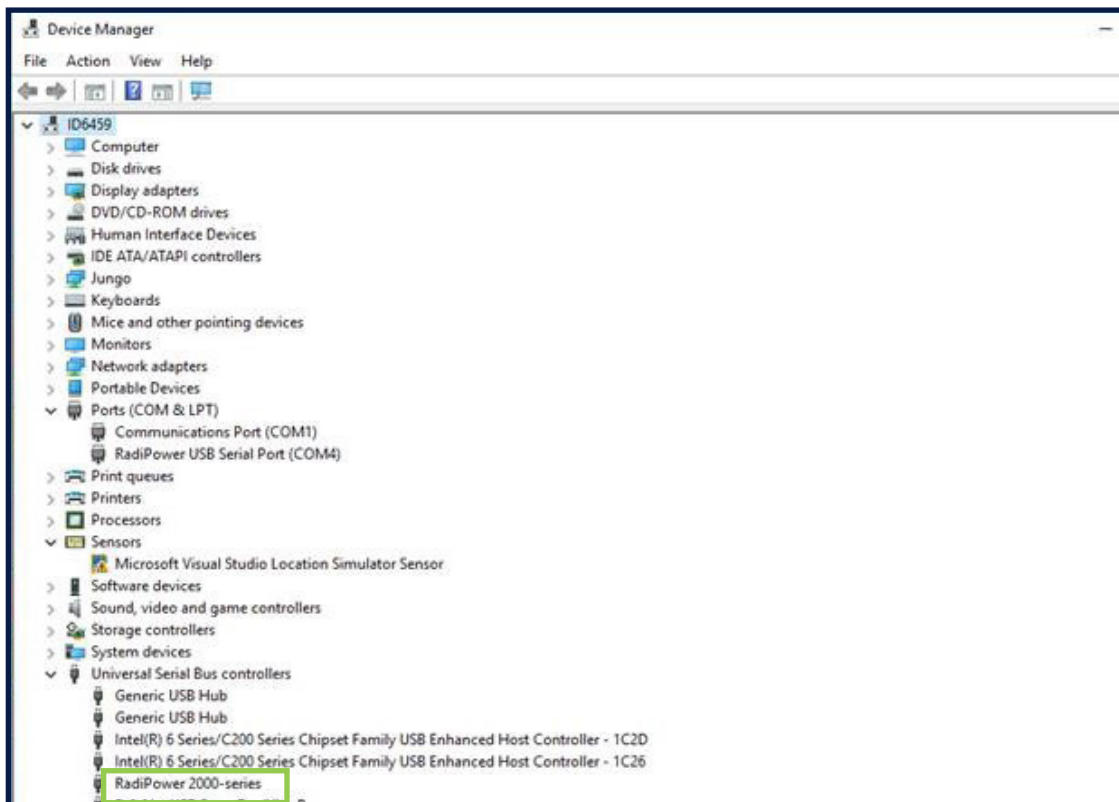 Device Manager
File Action View Help
ID6459
Computer
Disk drives
Display adapters
DVD/CD-ROM drives
Human Interface Devices
IDE ATA/ATAPI controllers
Jungo
Keyboards
Mice and other pointing devices
Monitors
Network adapters
Portable Devices
Ports (COM & LPT)
Communications Port (COM1)
RadiPower USB Serial Port (COM4)
Print queues
Printers
Processors
Sensors
Microsoft Visual Studio Location Simulator Sensor
Software devices
Sound, video and game controllers
Storage controllers
System devices
Universal Serial Bus controllers
Generic USB Hub
Generic USB Hub
Intel(R) 6 Series/C200 Series Chipset Family USB Enhanced Host Controller - 1C2D
Intel(R) 6 Series/C200 Series Chipset Family USB Enhanced Host Controller - 1C26
RadiPower 2000-series